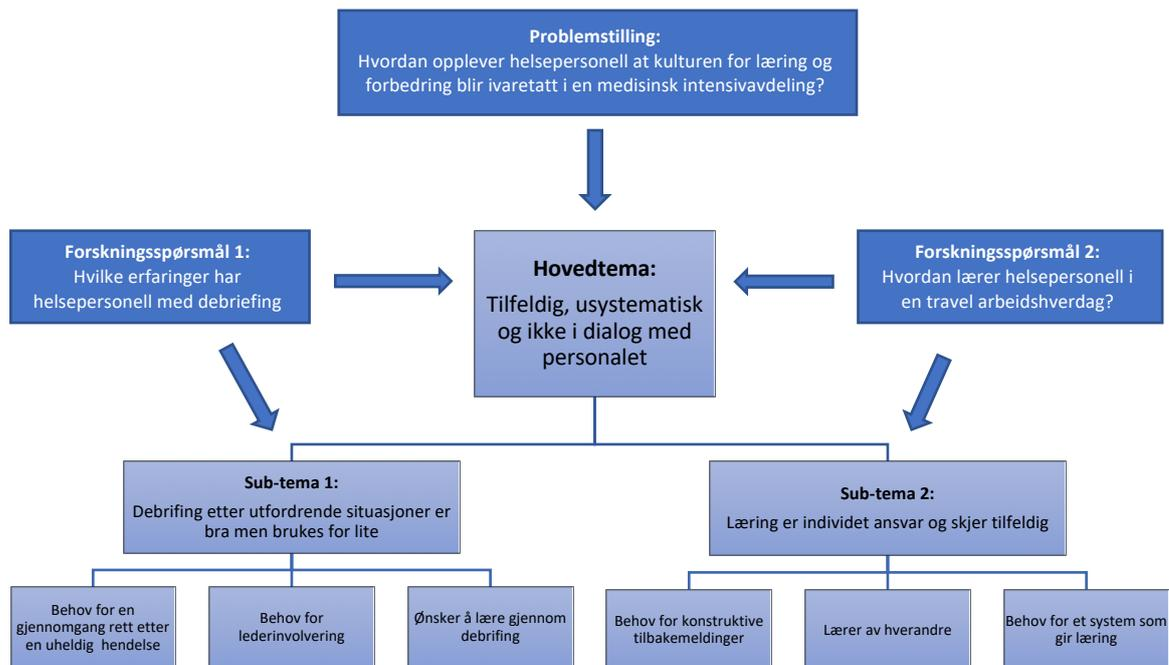 Problemstilling:
Hvordan opplever helsepersonell at kulturen for læring og
forbedring blir ivaretatt i en medisinsk intensivavdeling?
Forskningsspørsmål 1:
Hvilke erfaringer har
helsepersonell med debriefing
Hovedtema:
Tilfeldig, usystematisk
og ikke i dialog med
personalet
Forskningsspørsmål 2:
Hvordan lærer helsepersonell i
en travel arbeidshverdag?
Sub-tema 1:
Debrifing etter utfordrende situasjoner er
bra men brukes for lite
Sub-tema 2:
Læring er individet ansvar og skjer tilfeldig
Behov for en
gjennomgang rett etter
en uheldig hendelse
Behov for
lederinvolvering
Ønsker å lære gjennom
debrifing
Behov for konstruktive
tilbakemeldinger
Lærer av hverandre
Behov for et system som
gir læring